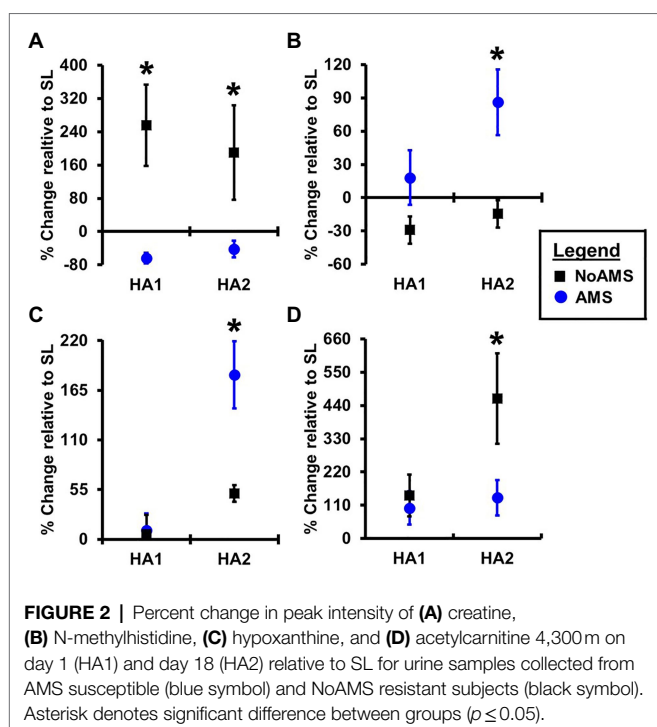 A
% Change realtive to SL
400
320
240
160
80
0
-80
*
*
HA1
HA2
B
% Change relative to SL
120
90
60
30
0
-30
-60
*
HA1
HA2
Legend
NoAMS
AMS
C
% Change relative to SL
220
165
110
55
0
*
HA1
HA2
D
% Change relative to SL
660
550
440
330
220
110
0
*
HA1
HA2
FIGURE 2 | Percent change in peak intensity of (A) creatine,
(B) N-methylhistidine, (C) hypoxanthine, and (D) acetylcarnitine 4,300 m on
day 1 (HA1) and day 18 (HA2) relative to SL for urine samples collected from
AMS susceptible (blue symbol) and NoAMS resistant subjects (black symbol).
Asterisk denotes significant difference between groups (p ≤ 0.05).